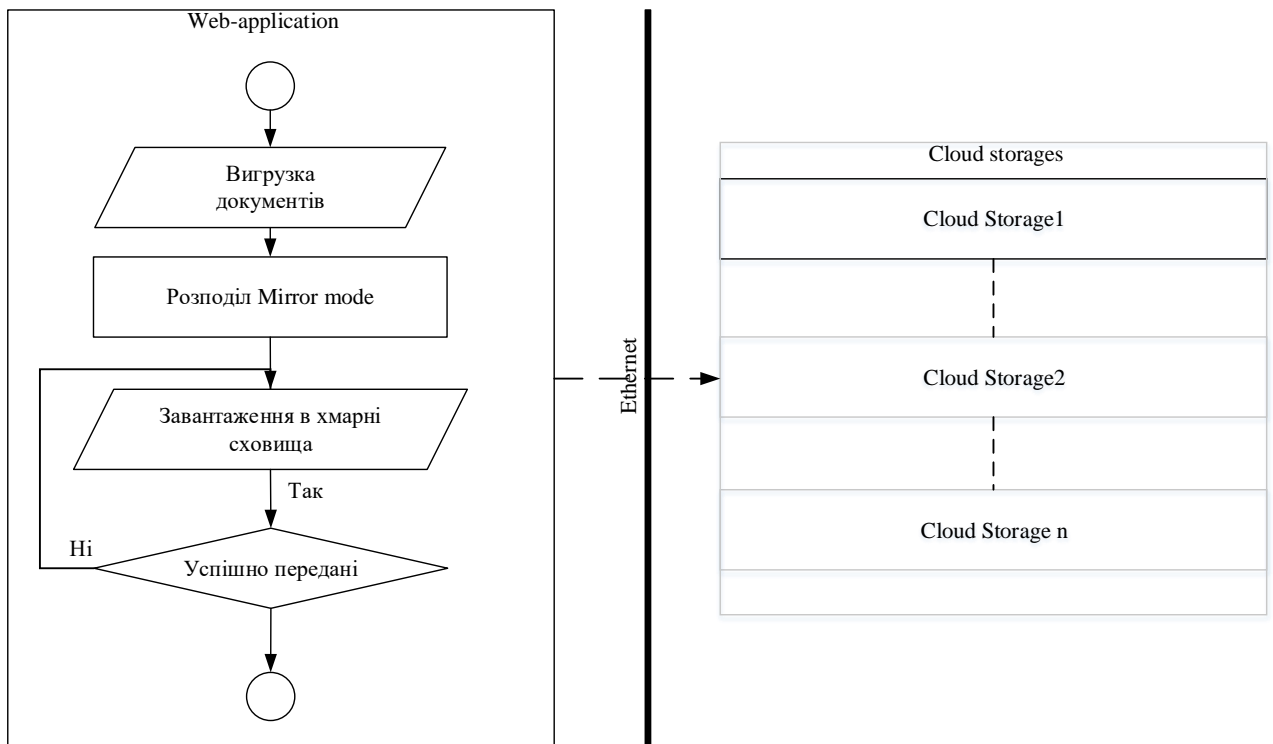 Web-application
Вигрузка
документів
Розподіл Mirror mode
Завантаження в хмарні
сховища
Так
Ні
Успішно передані
Ethernet
Cloud storages
Cloud Storage1
Cloud Storage2
Cloud Storage n